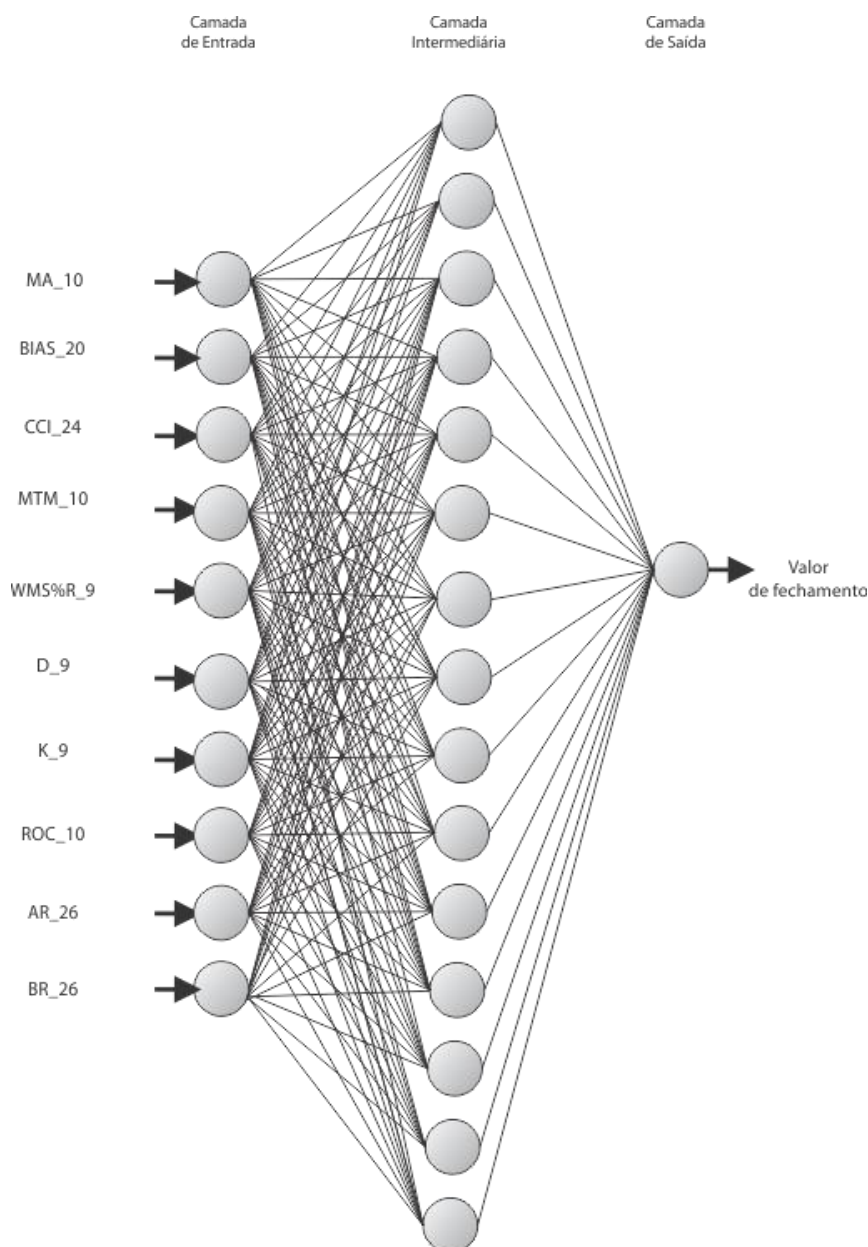 Camada
de Entrada
Camada
Intermediária
Camada
de Saída
MA_10
BIAS_20
CCI_24
MTM_10
WMS%R_9
D_9
K_9
ROC_10
AR_26
BR_26
Valor
de fechamento